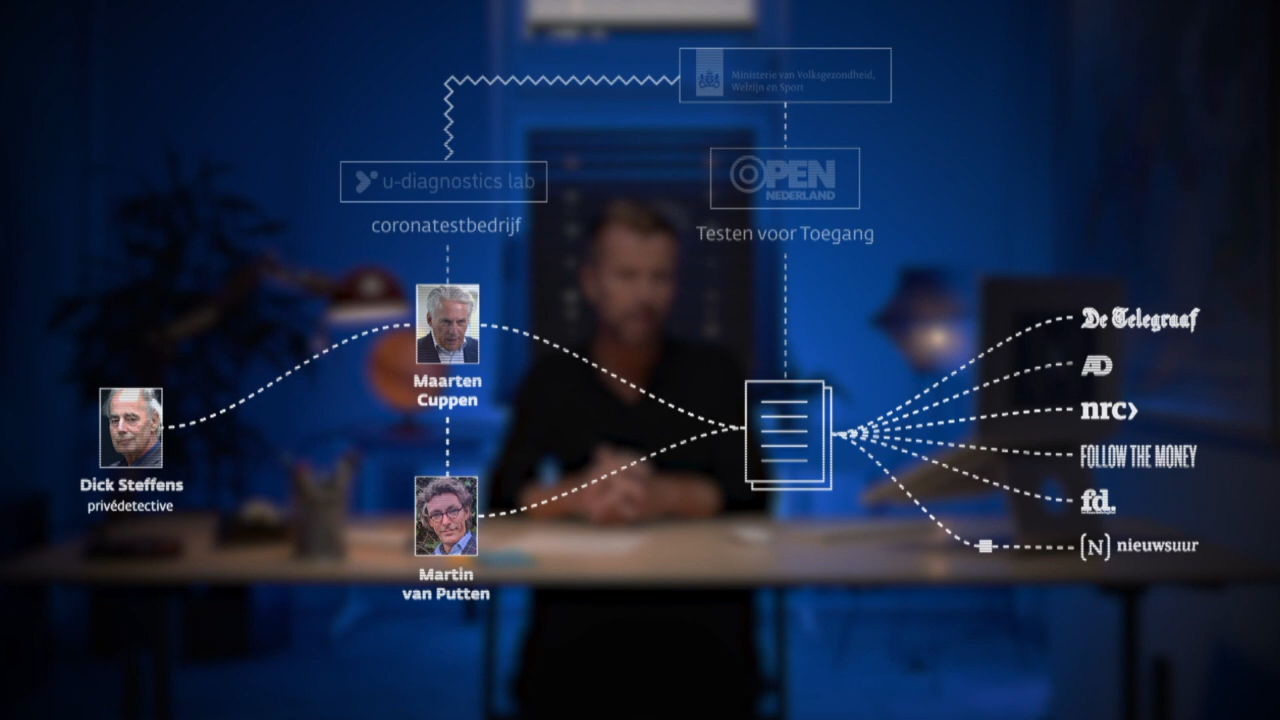 Ministerie van Volksgezondheid,
Welzijn en Sport
u-diagnostics lab
OPEN
NEDERLAND
coronatestbedrijf
Testen voor Toegang
De Telegraaf
AD
Maarten
Cuppen
nrc>
FOLLOW THE MONEY
Dick Steffens
privédetective
fd.
(N) nieuwsuur
Martin
van Putten